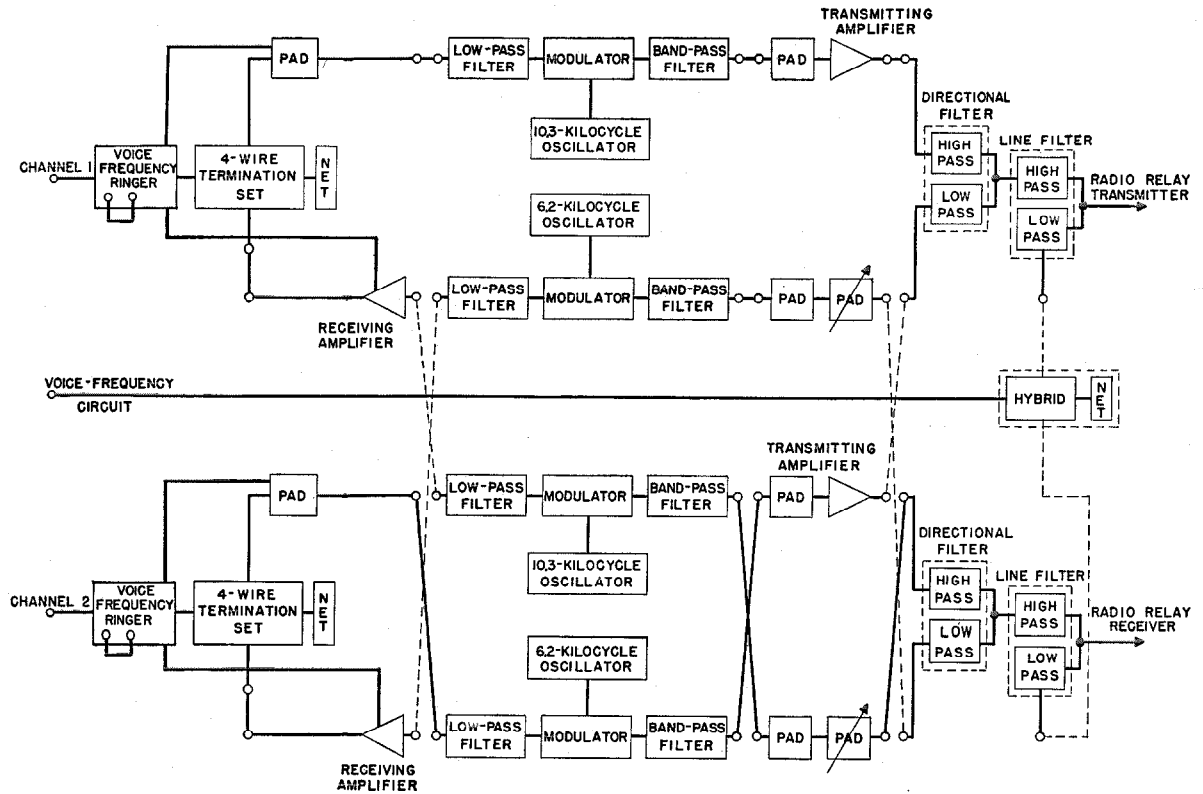 TRANSMITTING
AMPLIFIER
PAD
LOW-PASS
FILTER
MODULATOR
BAND-PASS
FILTER
PAD
10,3-KILOCYCLE
OSCILLATOR
DIRECTIONAL
FILTER
HIGH
PASS
LOW
PASS
LINE FILTER
HIGH
PASS
LOW
PASS
RADIO RELAY
TRANSMITTER
CHANNEL 1
VOICE
FREQUENCY
RINGER
4-WIRE
TERMINATION
SET
NET
6,2-KILOCYCLE
OSCILLATOR
RECEIVING
AMPLIFIER
LOW-PASS
FILTER
MODULATOR
BAND-PASS
FILTER
PAD
PAD
VOICE-FREQUENCY
CIRCUIT
HYBRID
NET
TRANSMITTING
AMPLIFIER
PAD
LOW-PASS
FILTER
MODULATOR
BAND-PASS
FILTER
PAD
10,3-KILOCYCLE
OSCILLATOR
DIRECTIONAL
FILTER
HIGH
PASS
LOW
PASS
LINE FILTER
HIGH
PASS
LOW
PASS
RADIO RELAY
RECEIVER
CHANNEL 2
VOICE
FREQUENCY
RINGER
4-WIRE
TERMINATION
SET
NET
6,2-KILOCYCLE
OSCILLATOR
RECEIVING
AMPLIFIER
LOW-PASS
FILTER
MODULATOR
BAND-PASS
FILTER
PAD
PAD